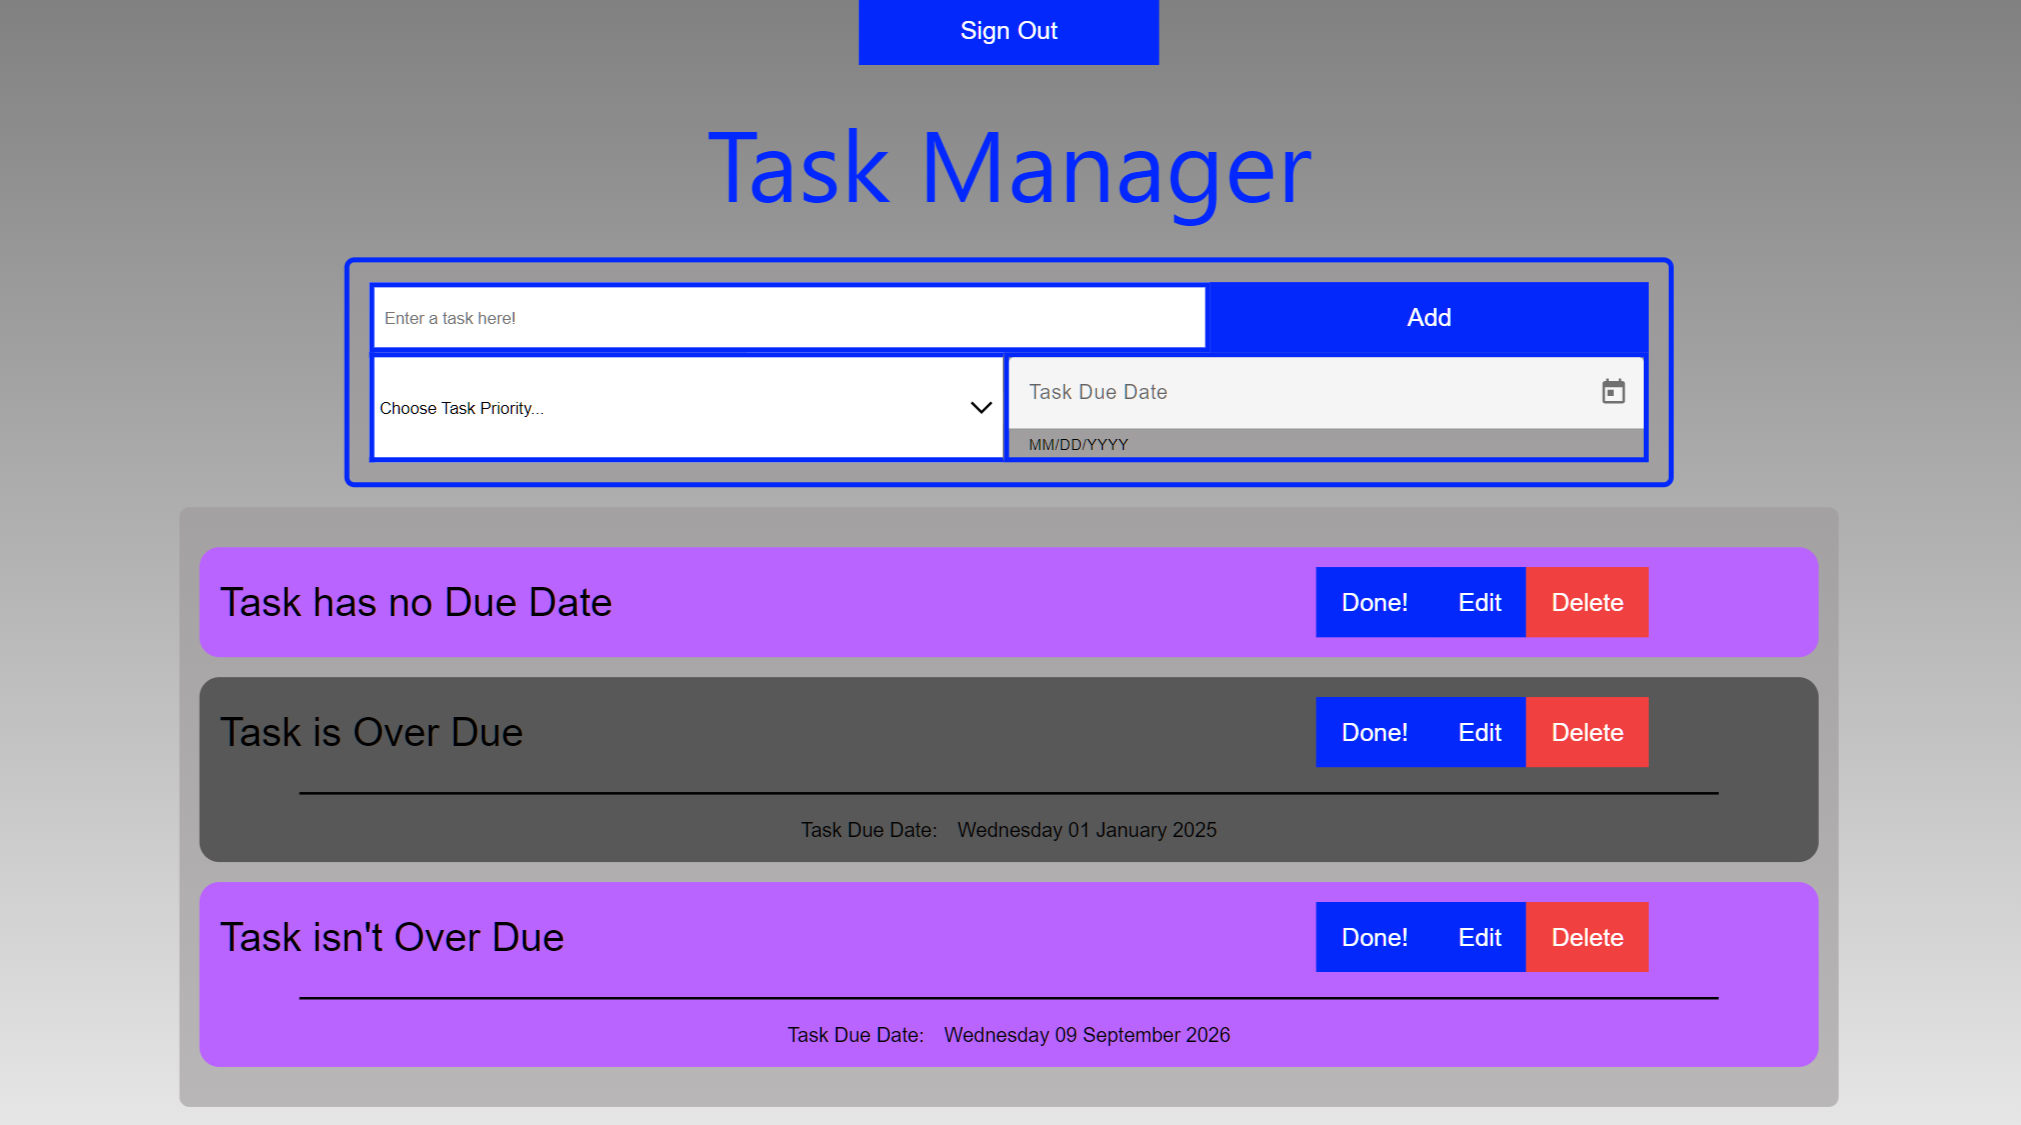 Sign Out
Task Manager
Enter a task here!
Add
Choose Task Priority...
Task Due Date
MM/DD/YYYY
Task has no Due Date
Done! Edit Delete
Task is Over Due
Done! Edit Delete
Task Due Date: Wednesday 01 January 2025
Task isn't Over Due
Done! Edit Delete
Task Due Date: Wednesday 09 September 2026